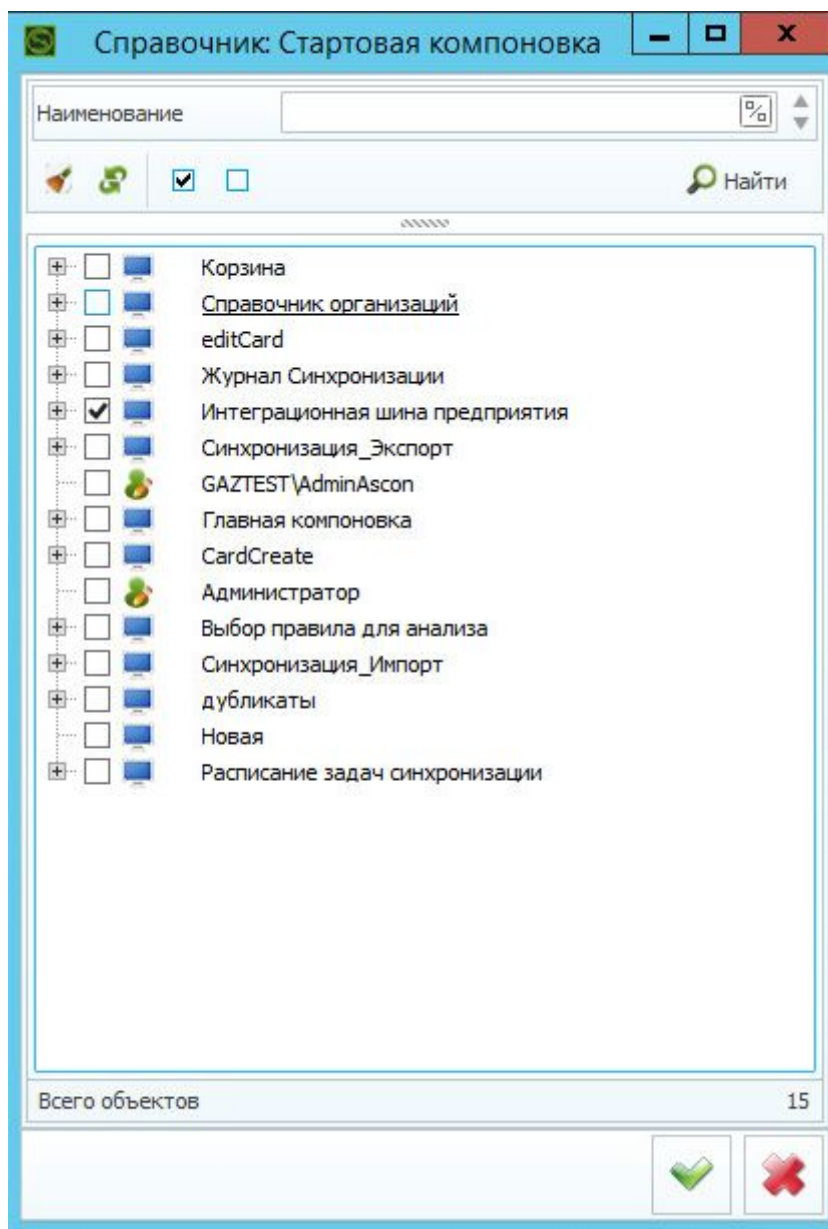 Справочник: Стартовая компоновка
Наименование
Найти
Корзина
Справочник организаций
editCard
Журнал Синхронизации
Интеграционная шина предприятия
Синхронизация_Экспорт
GAZTEST\AdminAscon
Главная компоновка
CardCreate
Администратор
Выбор правила для анализа
Синхронизация_Импорт
дубликаты
Новая
Расписание задач синхронизации
Всего объектов 15